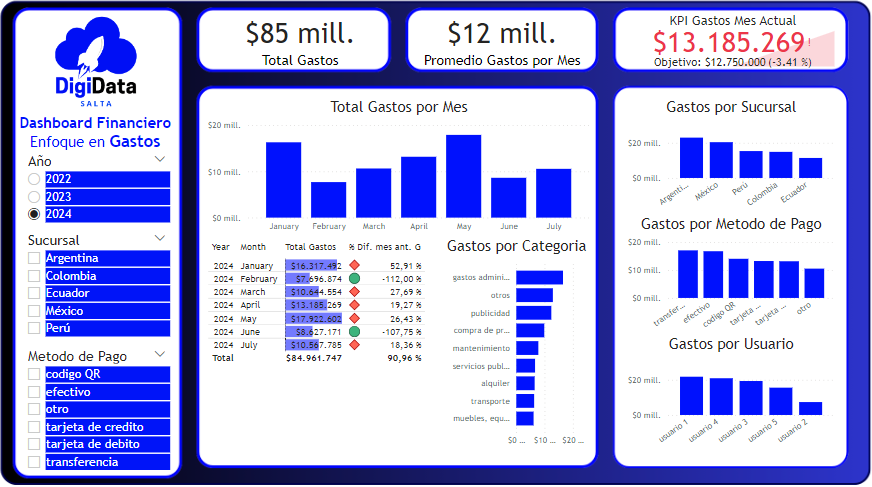 DigiData
SALTA
Dashboard Financiero
Enfoque en Gastos
Año
2022
2023
2024
Sucursal
Argentina
Colombia
Ecuador
México
Perú
Metodo de Pago
codigo QR
efectivo
otro
tarjeta de credito
tarjeta de debito
transferencia
$85 mill.
Total Gastos
$12 mill.
Promedio Gastos por Mes
KPI Gastos Mes Actual
$13.185.269!
Objetivo: $12.750.000 (-3.41 %)
Total Gastos por Mes
$20 mill.
$10 mill.
$0 mill.
January February March April May June July
Year Month Total Gastos % Dif. mes ant. G
2024 January $16.317.492 52,91 %
2024 February $7.696.874 -112,00 %
2024 March $10.644.554 27,69 %
2024 April $13.185.269 19,27 %
2024 May $17.922.602 26,43 %
2024 June $8.627.171 -107,75 %
2024 July $10.567.785 18,36 %
Total $84.961.747 90,96 %
Gastos por Categoria
gastos admini...
otros
publicidad
compra de pr...
mantenimiento
servicios publ...
alquiler
transporte
muebles, equ...
$0 ... $10 ... $20 ...
Gastos por Sucursal
$20 mill.
$0 mill.
Argenti... México Perú Colombia Ecuador
Gastos por Metodo de Pago
$20 mill.
$0 mill.
transfer... efectivo codigo QR tarjeta ... tarjeta ... otro
Gastos por Usuario
$20 mill.
$0 mill.
usuario 1 usuario 4 usuario 3 usuario 5 usuario 2